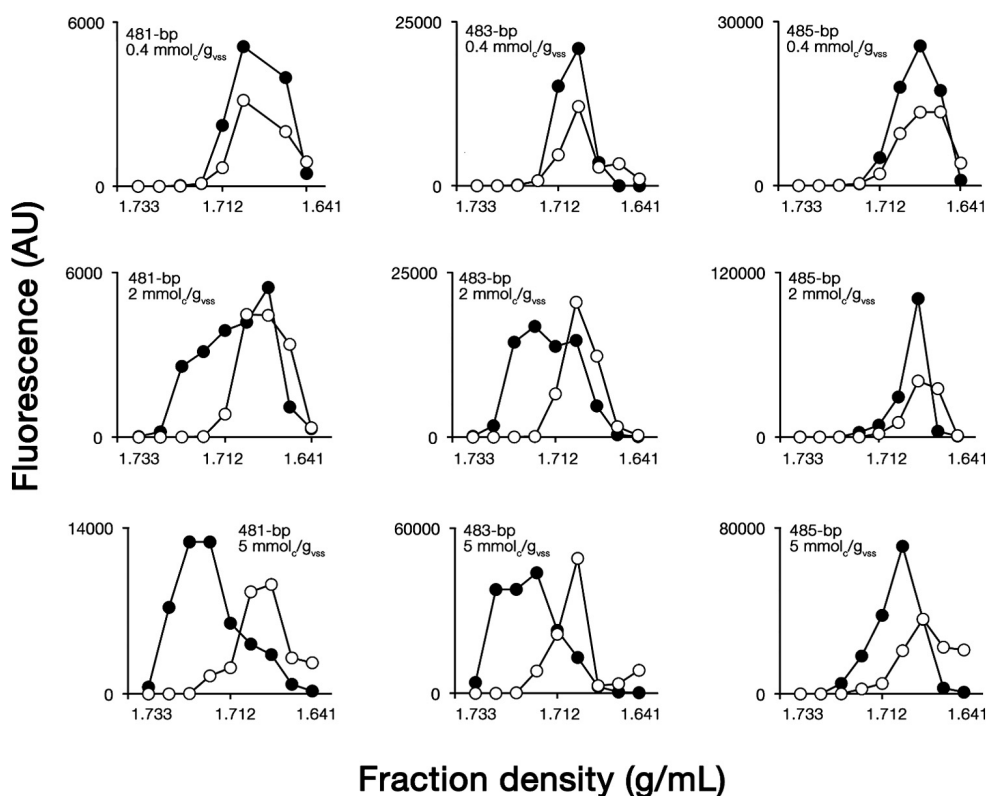 Fluorescence (AU)
6000
0
481-bp
0.4 mmolc/gvss
1.733
1.712
1.641
25000
0
483-bp
0.4 mmolc/gvss
1.733
1.712
1.641
30000
0
485-bp
0.4 mmolc/gvss
1.733
1.712
1.641
6000
0
481-bp
2 mmolc/gvss
1.733
1.712
1.641
25000
0
483-bp
2 mmolc/gvss
1.733
1.712
1.641
120000
0
485-bp
2 mmolc/gvss
1.733
1.712
1.641
14000
0
481-bp
5 mmolc/gvss
1.733
1.712
1.641
60000
0
483-bp
5 mmolc/gvss
1.733
1.712
1.641
80000
0
485-bp
5 mmolc/gvss
1.733
1.712
1.641
Fraction density (g/mL)